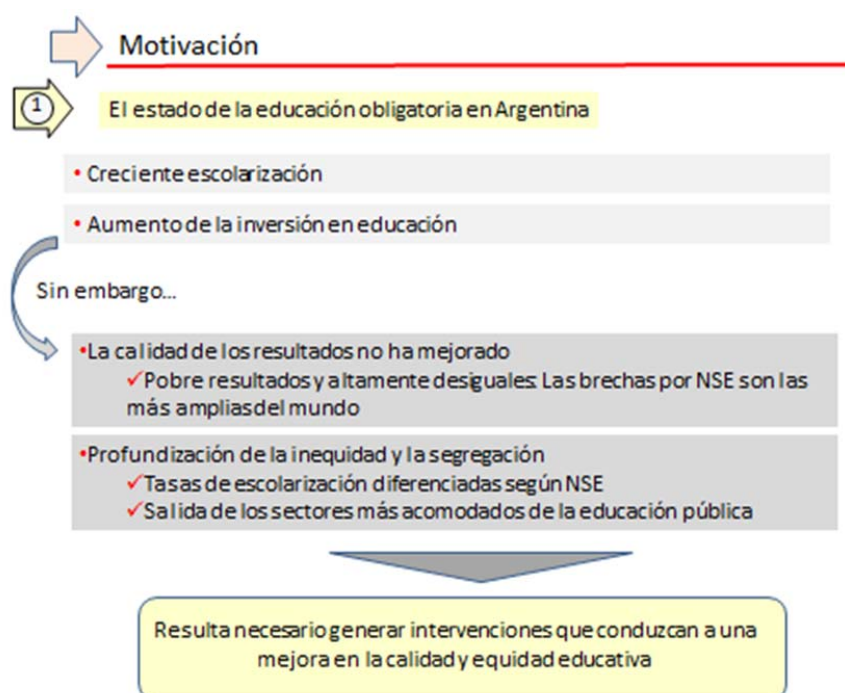 Motivación
1
El estado de la educación obligatoria en Argentina
• Creciente escolarización
• Aumento de la inversión en educación
Sin embargo...
•La calidad de los resultados no ha mejorado
✓Pobre resultados y altamente desiguales: Las brechas por NSE son las
más amplias del mundo
•Profundización de la inequidad y la segregación
✓Tasas de escolarización diferenciadas según NSE
✓Salida de los sectores más acomodados de la educación pública
Resulta necesario generar intervenciones que conduzcan a una
mejora en la calidad y equidad educativa